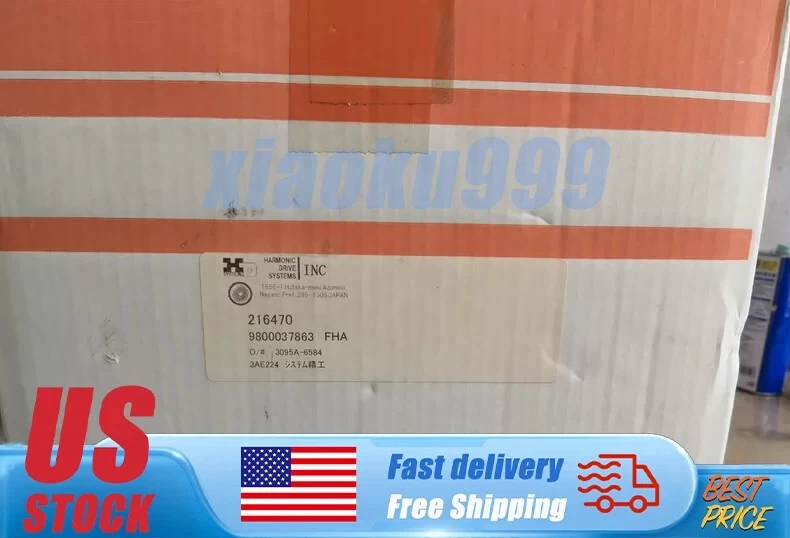 xiaoku999
HARMONIC
DRIVE
SYSTEMS
INC
216470
9800037863 FHA
O/#: 3095A-6584
3AE224 システム精工
US
STOCK
Fast delivery
Free Shipping
BEST
PRICE